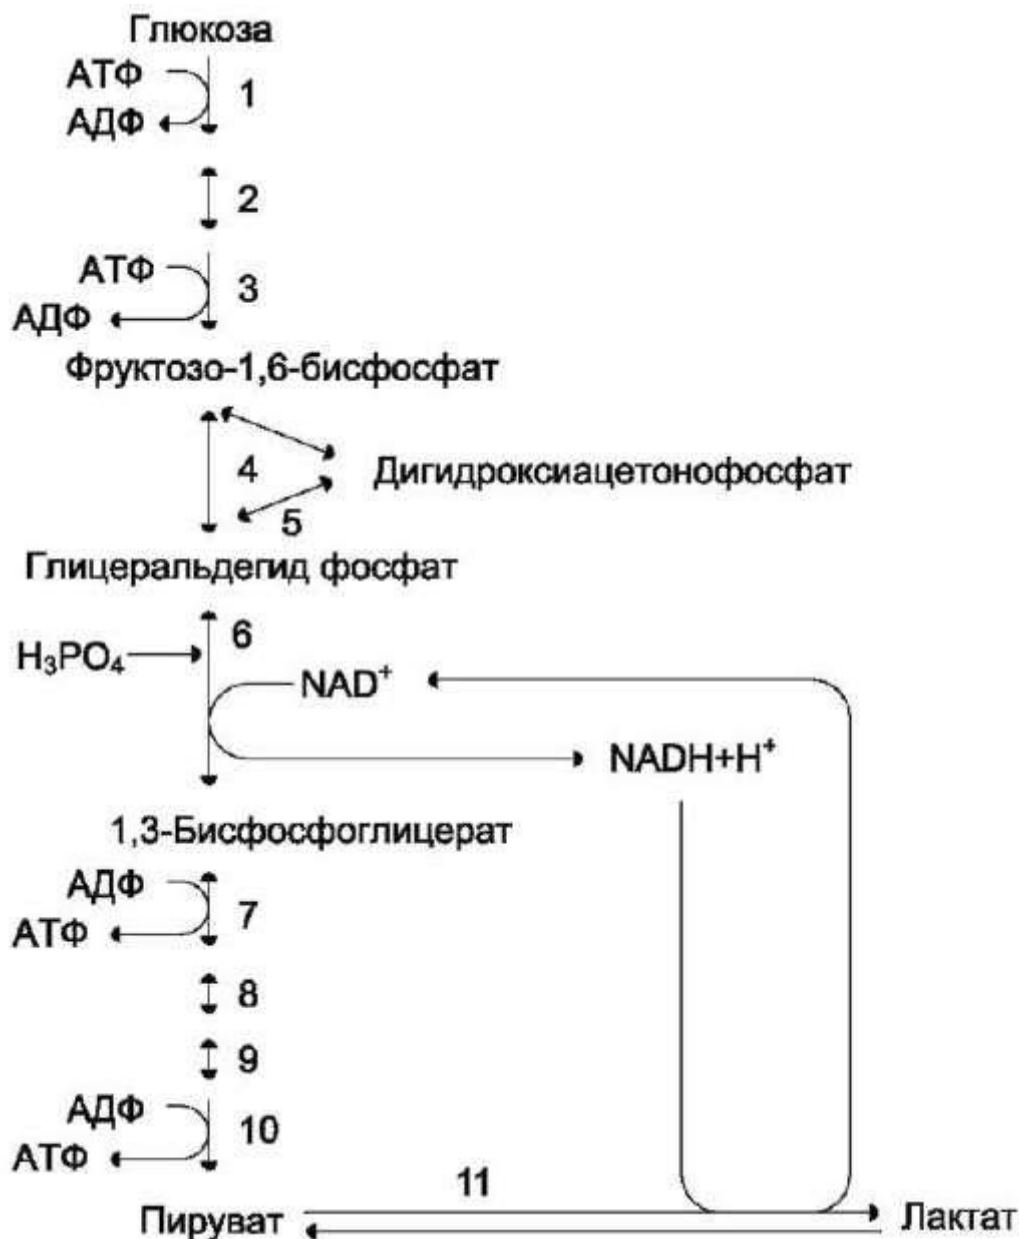 Глюкоза
АТФ
1
АДФ
2
АТФ
3
АДФ
Фруктозо-1,6-бисфосфат
4
Дигидроксиацетонофосфат
5
Глицеральдегид фосфат
6
H₃PO₄
NAD⁺
NADH+H⁺
1,3-Бисфосфоглицерат
АДФ
7
АТФ
8
9
АДФ
10
АТФ
11
Пируват
Лактат